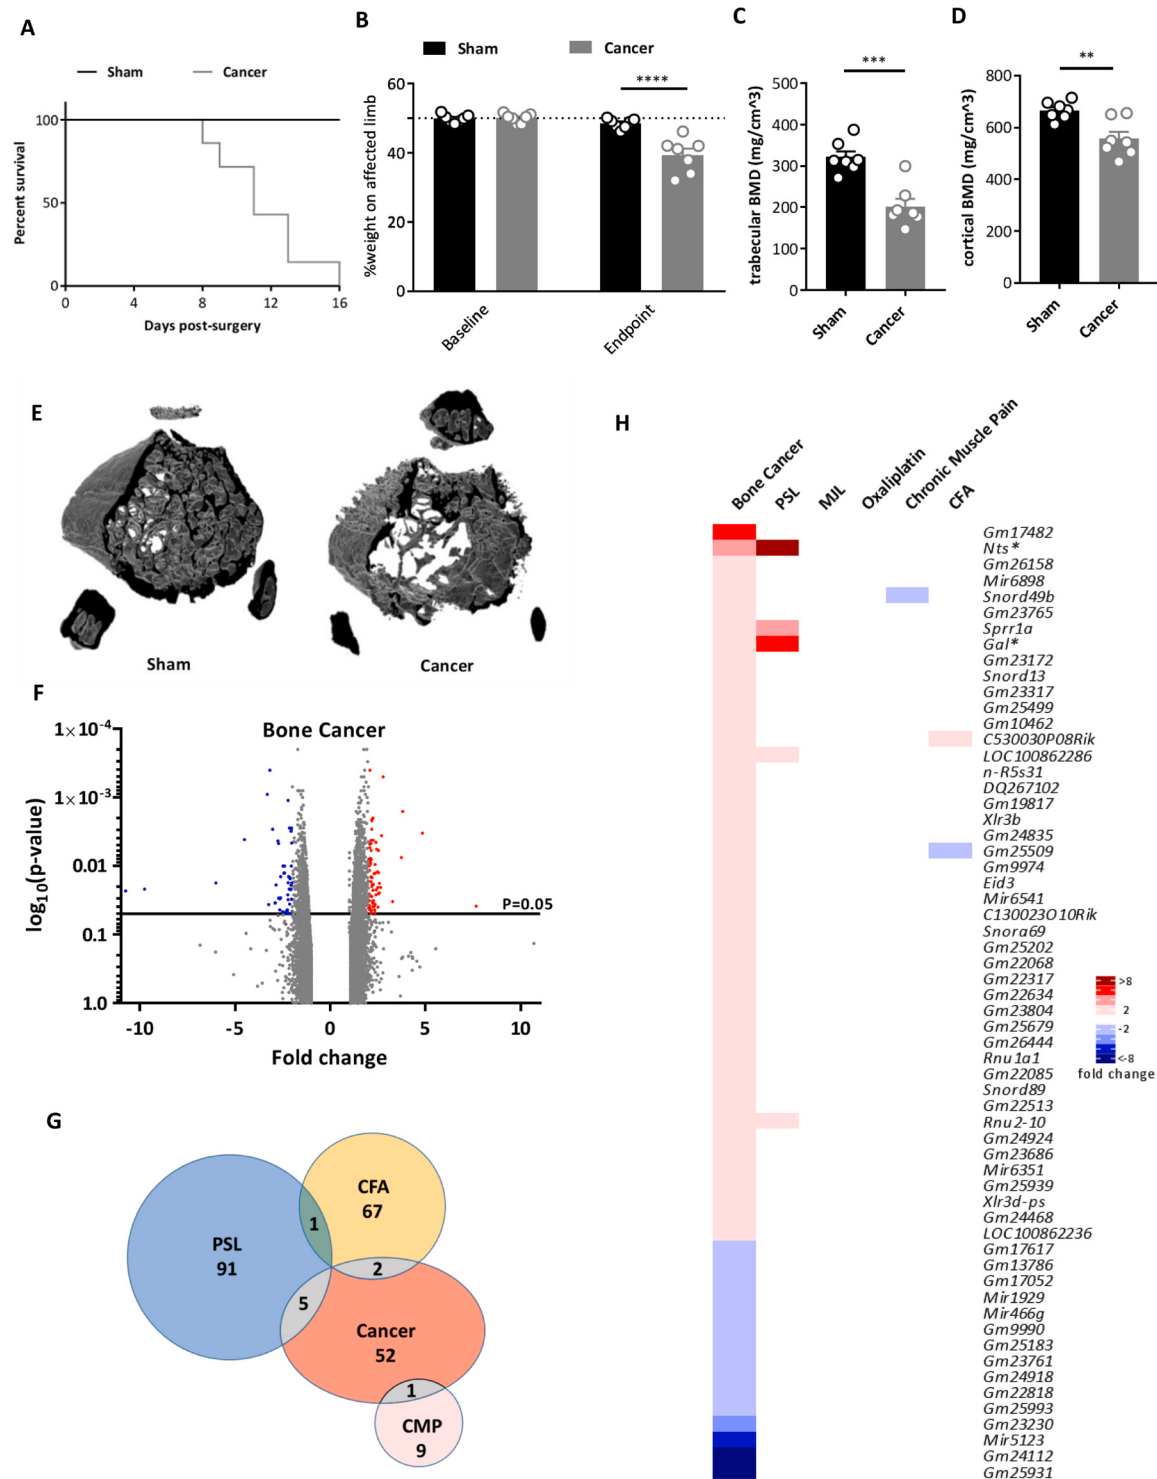 A
Sham
Cancer
Percent survival
100
50
0
0
4
8
12
16
Days post-surgery
B
Sham
Cancer
%weight on affected limb
60
40
20
0
****
Baseline
Endpoint
C
trabecular BMD (mg/cm^3)
500
400
300
200
100
0
***
Sham
Cancer
D
cortical BMD (mg/cm^3)
800
600
400
200
0
**
Sham
Cancer
E
Sham
Cancer
F
Bone Cancer
log10(p-value)
1×10-4
1×10-3
0.01
0.1
1.0
P=0.05
-10
-5
0
5
10
Fold change
G
CFA
67
1
PSL
91
2
5
Cancer
52
1
CMP
9
H
Bone Cancer
PSL
MJL
Oxaliplatin
Chronic Muscle Pain
CFA
Gm17482
Nts*
Gm26158
Mir6898
Snord49b
Gm23765
Sprr1a
Gal*
Gm23172
Snord13
Gm23317
Gm25499
Gm10462
C530030P08Rik
LOC100862286
n-R5s31
DQ267102
Gm19817
Xlr3b
Gm24835
Gm25509
Gm9974
Eid3
Mir6541
C130023O10Rik
Snora69
Gm25202
Gm22068
Gm22317
Gm22634
Gm23804
Gm25679
Gm26444
Rnu1a1
Gm22085
Snord89
Gm22513
Rnu2-10
Gm24924
Gm23686
Mir6351
Gm25939
Xlr3d-ps
Gm24468
LOC100862236
Gm17617
Gm13786
Gm17052
Mir1929
Mir466g
Gm9990
Gm25183
Gm23761
Gm24918
Gm22818
Gm25993
Gm23230
Mir5123
Gm24112
Gm25931
>8
2
-2
<-8
fold change